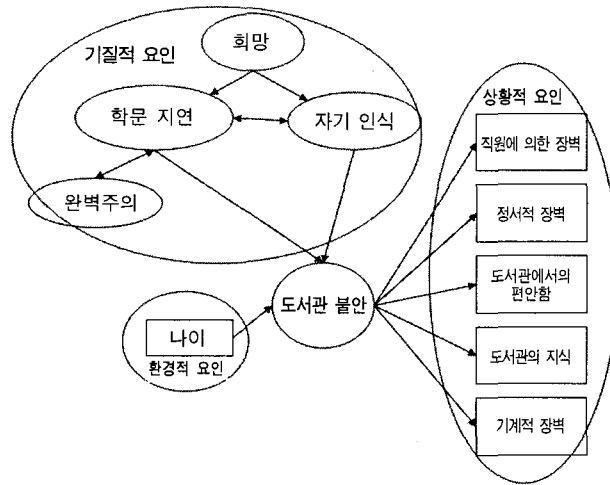 희망
기질적 요인
학문 지연
자기 인식
완벽주의
도서관 불안
나이
환경적 요인
상황적 요인
직원에 의한 장벽
정서적 장벽
도서관에서의
편안함
도서관의 지식
기계적 장벽